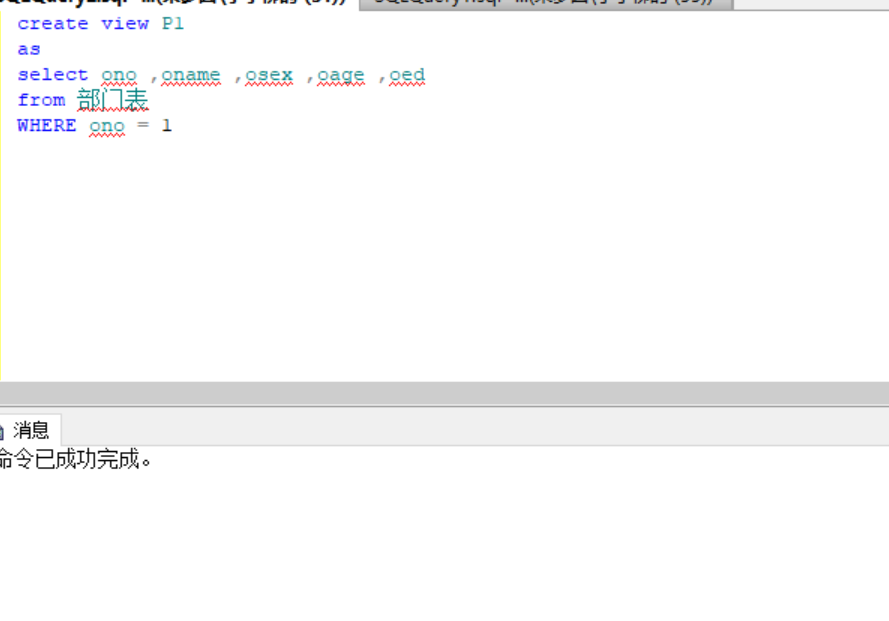 create view P1
as
select ono ,oname ,osex ,oage ,oed
from 部门表
WHERE ono = 1
消息
命令已成功完成。